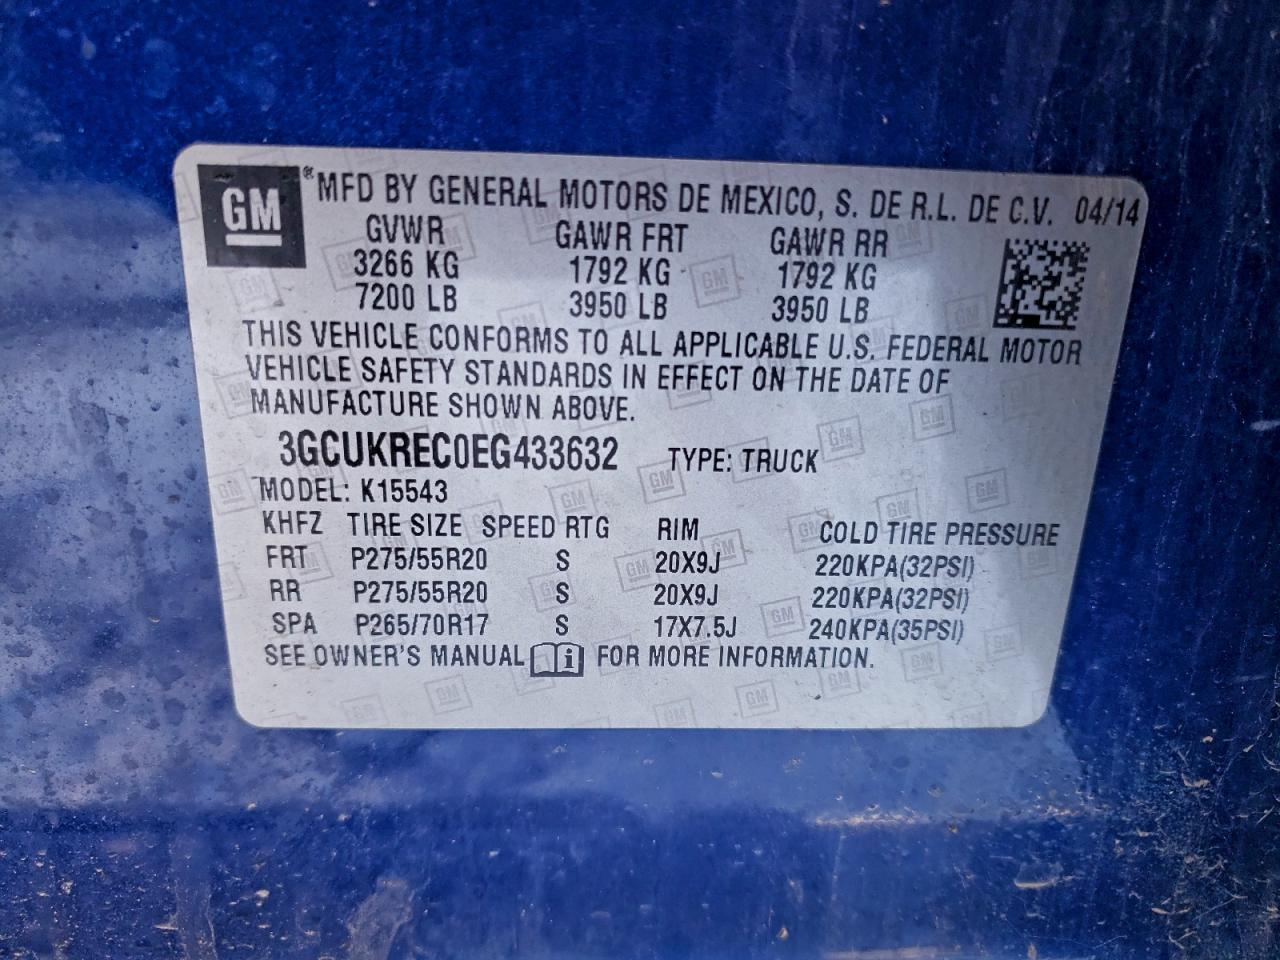 GM ® MFD BY GENERAL MOTORS DE MEXICO, S. DE R.L. DE C.V. 04/14
GVWR GAWR FRT GAWR RR
3266 KG 1792 KG 1792 KG
7200 LB 3950 LB 3950 LB
THIS VEHICLE CONFORMS TO ALL APPLICABLE U.S. FEDERAL MOTOR
VEHICLE SAFETY STANDARDS IN EFFECT ON THE DATE OF
MANUFACTURE SHOWN ABOVE.
3GCUKREC0EG433632 TYPE: TRUCK
MODEL: K15543
KHFZ TIRE SIZE SPEED RTG RIM COLD TIRE PRESSURE
FRT P275/55R20 S 20X9J 220KPA(32PSI)
RR P275/55R20 S 20X9J 220KPA(32PSI)
SPA P265/70R17 S 17X7.5J 240KPA(35PSI)
SEE OWNER'S MANUAL i FOR MORE INFORMATION.